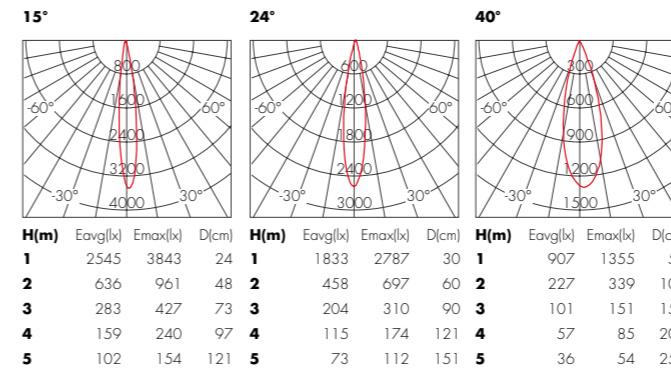 15° 24° 40°
800 600 300
1600 1200 600
-60° 60° -60° 60° -60° 60°
2400 1800 900
3200 2400 1200
-30° 30° -30° 30° -30° 30°
4000 3000 1500
H(m) Eavg(lx) Emax(lx) D(cm) H(m) Eavg(lx) Emax(lx) D(cm) H(m) Eavg(lx) Emax(lx)
1 2545 3843 24 1 1833 2787 30 1 907 1355
2 636 961 48 2 458 697 60 2 227 339
3 283 427 73 3 204 310 90 3 101 151
4 159 240 97 4 115 174 121 4 57 85
5 102 154 121 5 73 112 151 5 36 54